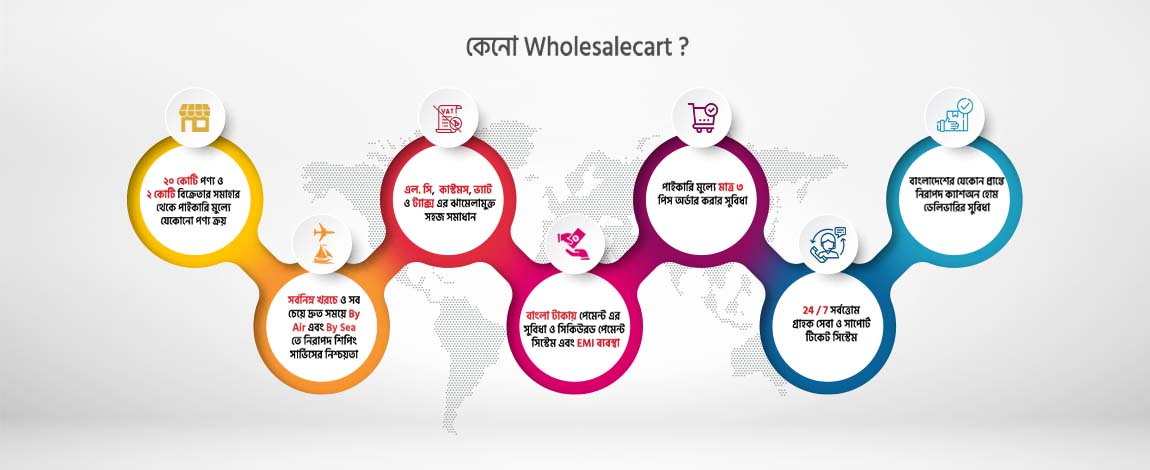 কেনো Wholesalecart ?
২০ কোটি পণ্য ও
২ কোটি বিক্রেতার সমাহার
থেকে পাইকারি মুল্যে
যেকোনো পণ্য ক্রয়
সর্বনিম্ন খরচে ও সব
চেয়ে দ্রুত সময়ে By
Air এবং By Sea
তে নিরাপদ শিপিং
সার্ভিসের নিশ্চয়তা
VAT
এল. সি, কাস্টমস, ভ্যাট
ও ট্যাক্স এর ঝামেলামুক্ত
সহজ সমাধান
বাংলা টাকায় পেমেন্ট এর
সুবিধা ও সিকিউরড পেমেন্ট
সিস্টেম এবং EMI ব্যবস্থা
পাইকারি মুল্যে মাত্র ৩
পিস অর্ডার করার সুবিধা
24 / 7 সর্বত্তোম
গ্রাহক সেবা ও সাপোর্ট
টিকেট সিস্টেম
বাংলাদেশের যেকোন প্রান্তে
নিরাপদ ক্যাশঅন হোম
ডেলিভারির সুবিধা